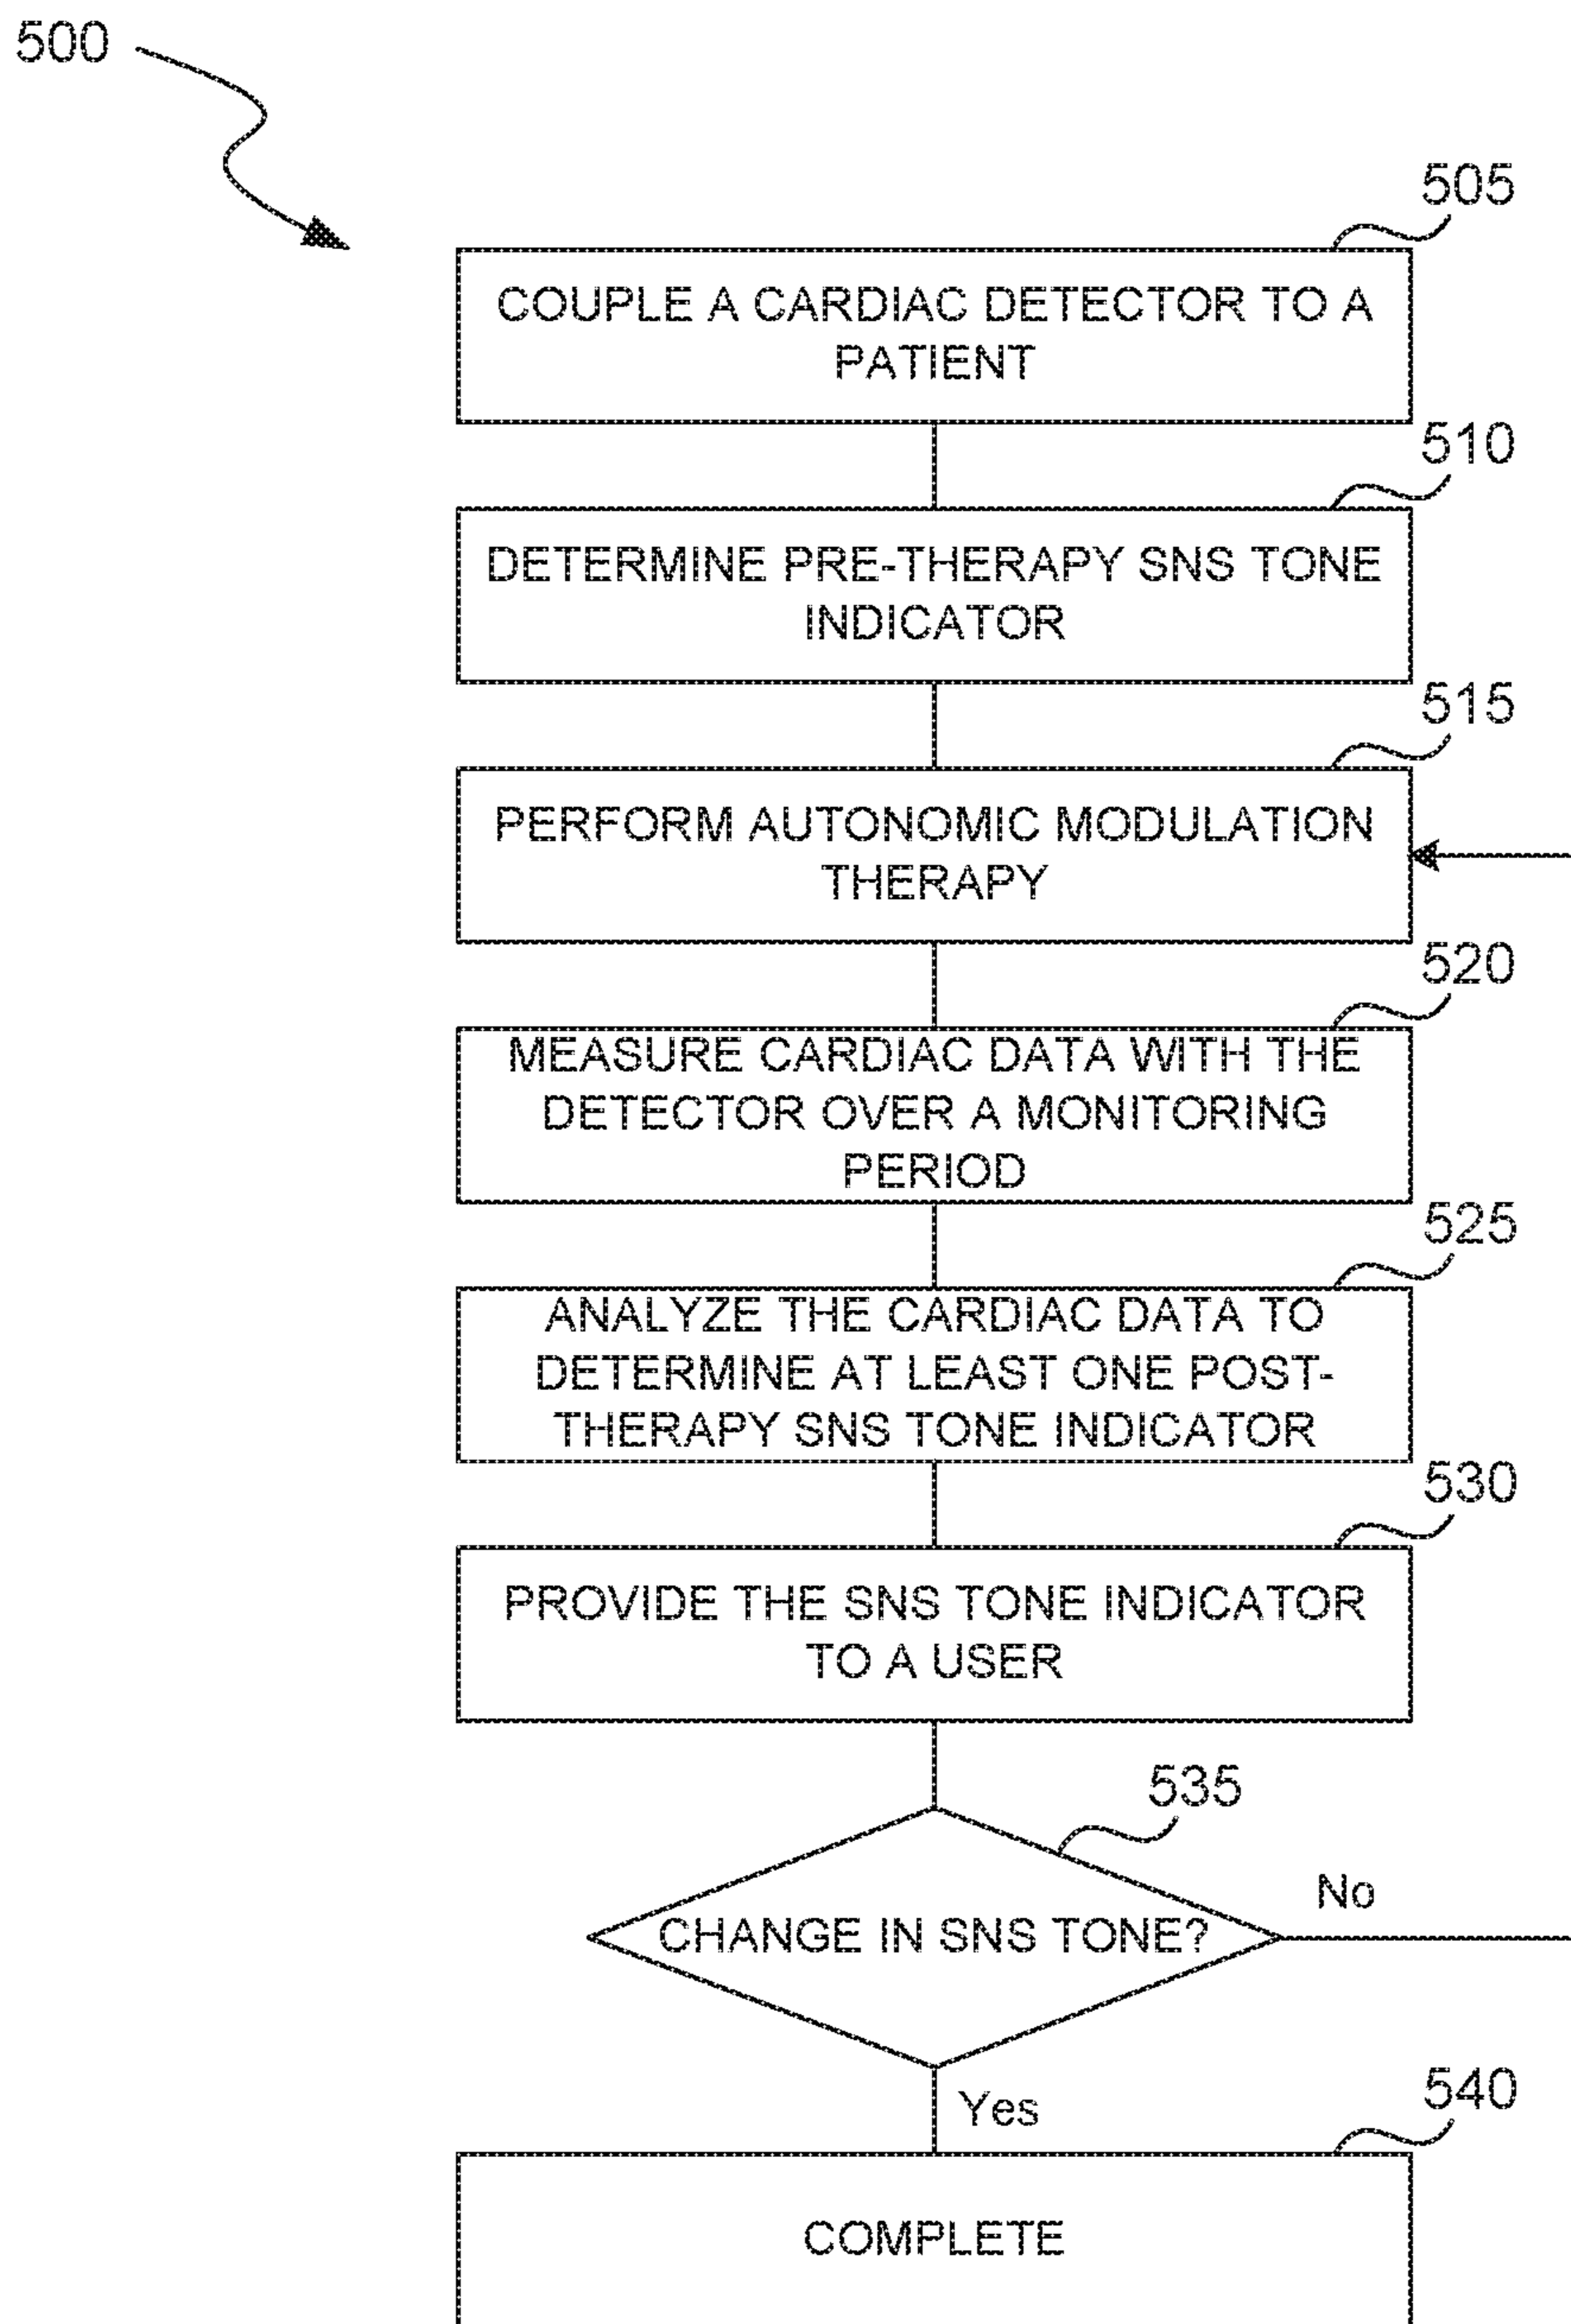 500
505
COUPLE A CARDIAC DETECTOR TO A
PATIENT
510
DETERMINE PRE-THERAPY SNS TONE
INDICATOR
515
PERFORM AUTONOMIC MODULATION
THERAPY
520
MEASURE CARDIAC DATA WITH THE
DETECTOR OVER A MONITORING
PERIOD
525
ANALYZE THE CARDIAC DATA TO
DETERMINE AT LEAST ONE POST-
THERAPY SNS TONE INDICATOR
530
PROVIDE THE SNS TONE INDICATOR
TO A USER
535
CHANGE IN SNS TONE?
No
Yes
540
COMPLETE